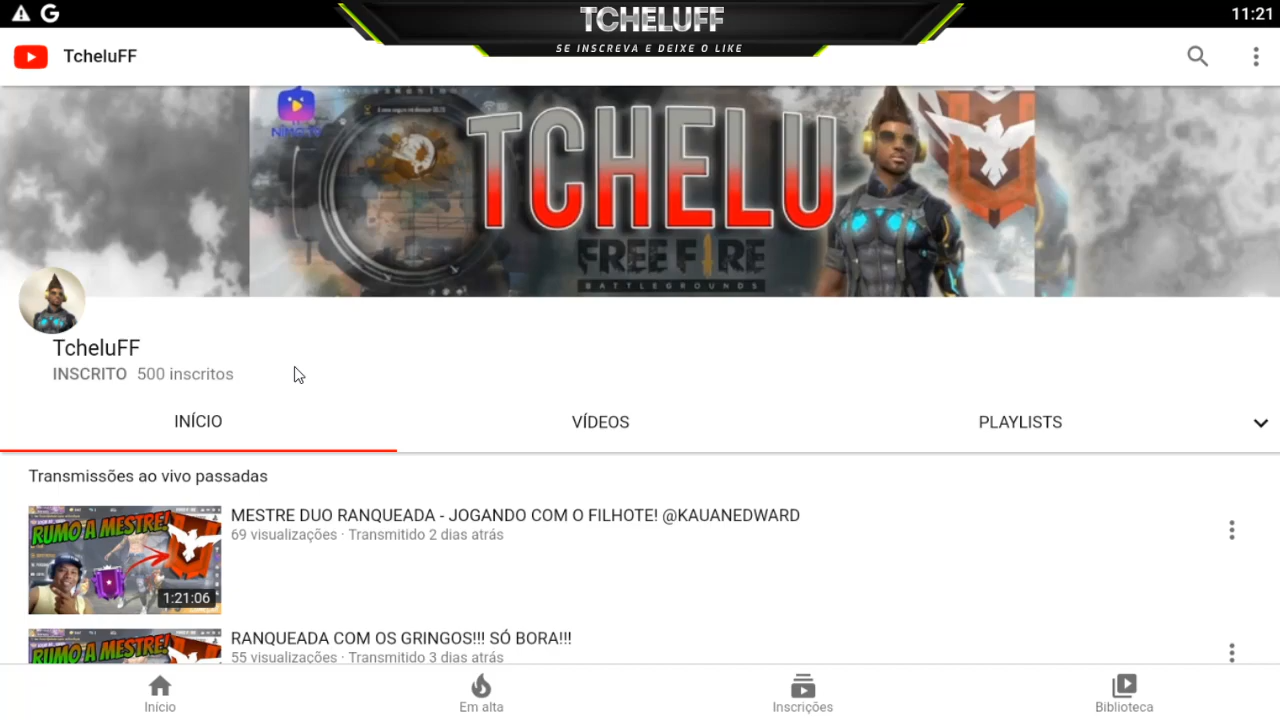 TCHELUFF
11:21
SE INSCREVA E DEIXE O LIKE
TcheluFF
NIMO TV
TCHELU
FREE FIRE
BATTLEGROUNDS
TcheluFF
INSCRITO 500 inscritos
INÍCIO VÍDEOS PLAYLISTS
Transmissões ao vivo passadas
RUMO A MESTRE!
1:21:06
MESTRE DUO RANQUEADA - JOGANDO COM O FILHOTE! @KAUANEDWARD
69 visualizações · Transmitido 2 dias atrás
RUMO A MESTRE!
RANQUEADA COM OS GRINGOS!!! SÓ BORA!!!
55 visualizações · Transmitido 3 dias atrás
Início Em alta Inscrições Biblioteca